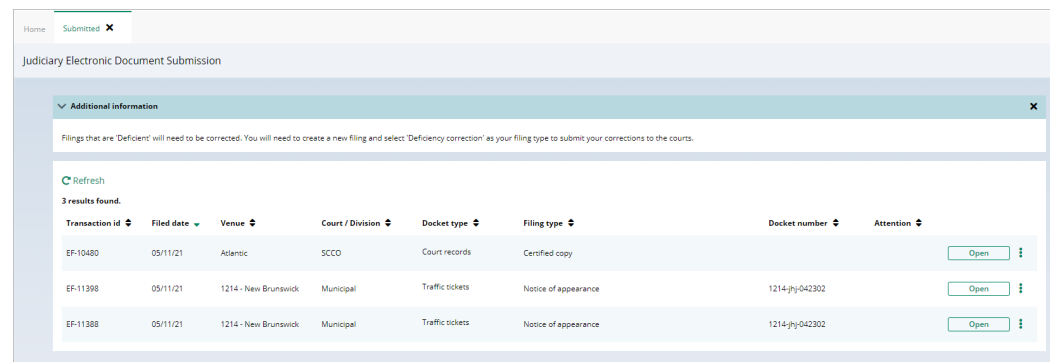 Home Submitted
Judiciary Electronic Document Submission
Additional information
Filings that are 'Deficient' will need to be corrected. You will need to create a new filing and select 'Deficiency correction' as your filing type to submit your corrections to the courts.
Refresh
3 results found.
Transaction id Filed date Venue Court / Division Docket type Filing type Docket number Attention
EF-10480 05/11/21 Atlantic SCCO Court records Certified copy Open
EF-11398 05/11/21 1214 - New Brunswick Municipal Traffic tickets Notice of appearance 1214-jhj-042302 Open
EF-11388 05/11/21 1214 - New Brunswick Municipal Traffic tickets Notice of appearance 1214-jhj-042302 Open